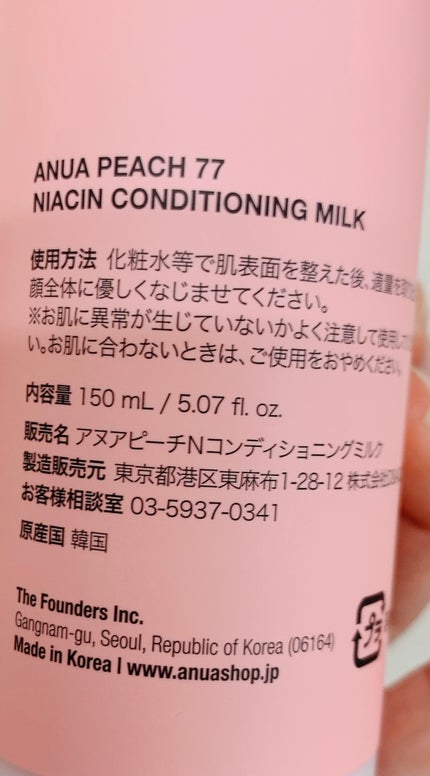 ANUA PEACH 77
NIACIN CONDITIONING MILK
使用方法 化粧水等で肌表面を整えた後、適量を
顔全体に優しくなじませてください。
※お肌に異常が生じていないかよく注意して使用して
い。お肌に合わないときは、ご使用をおやめください。
内容量 150 mL / 5.07 fl. oz.
販売名 アヌアピーチNコンディショニングミルク
製造販売元 東京都港区東麻布1-28-12 株式会社
お客様相談室 03-5937-0341
原産国 韓国
The Founders Inc.
Gangnam-gu, Seoul, Republic of Korea (06164)
Made in Korea | www.anuashop.jp
プラ